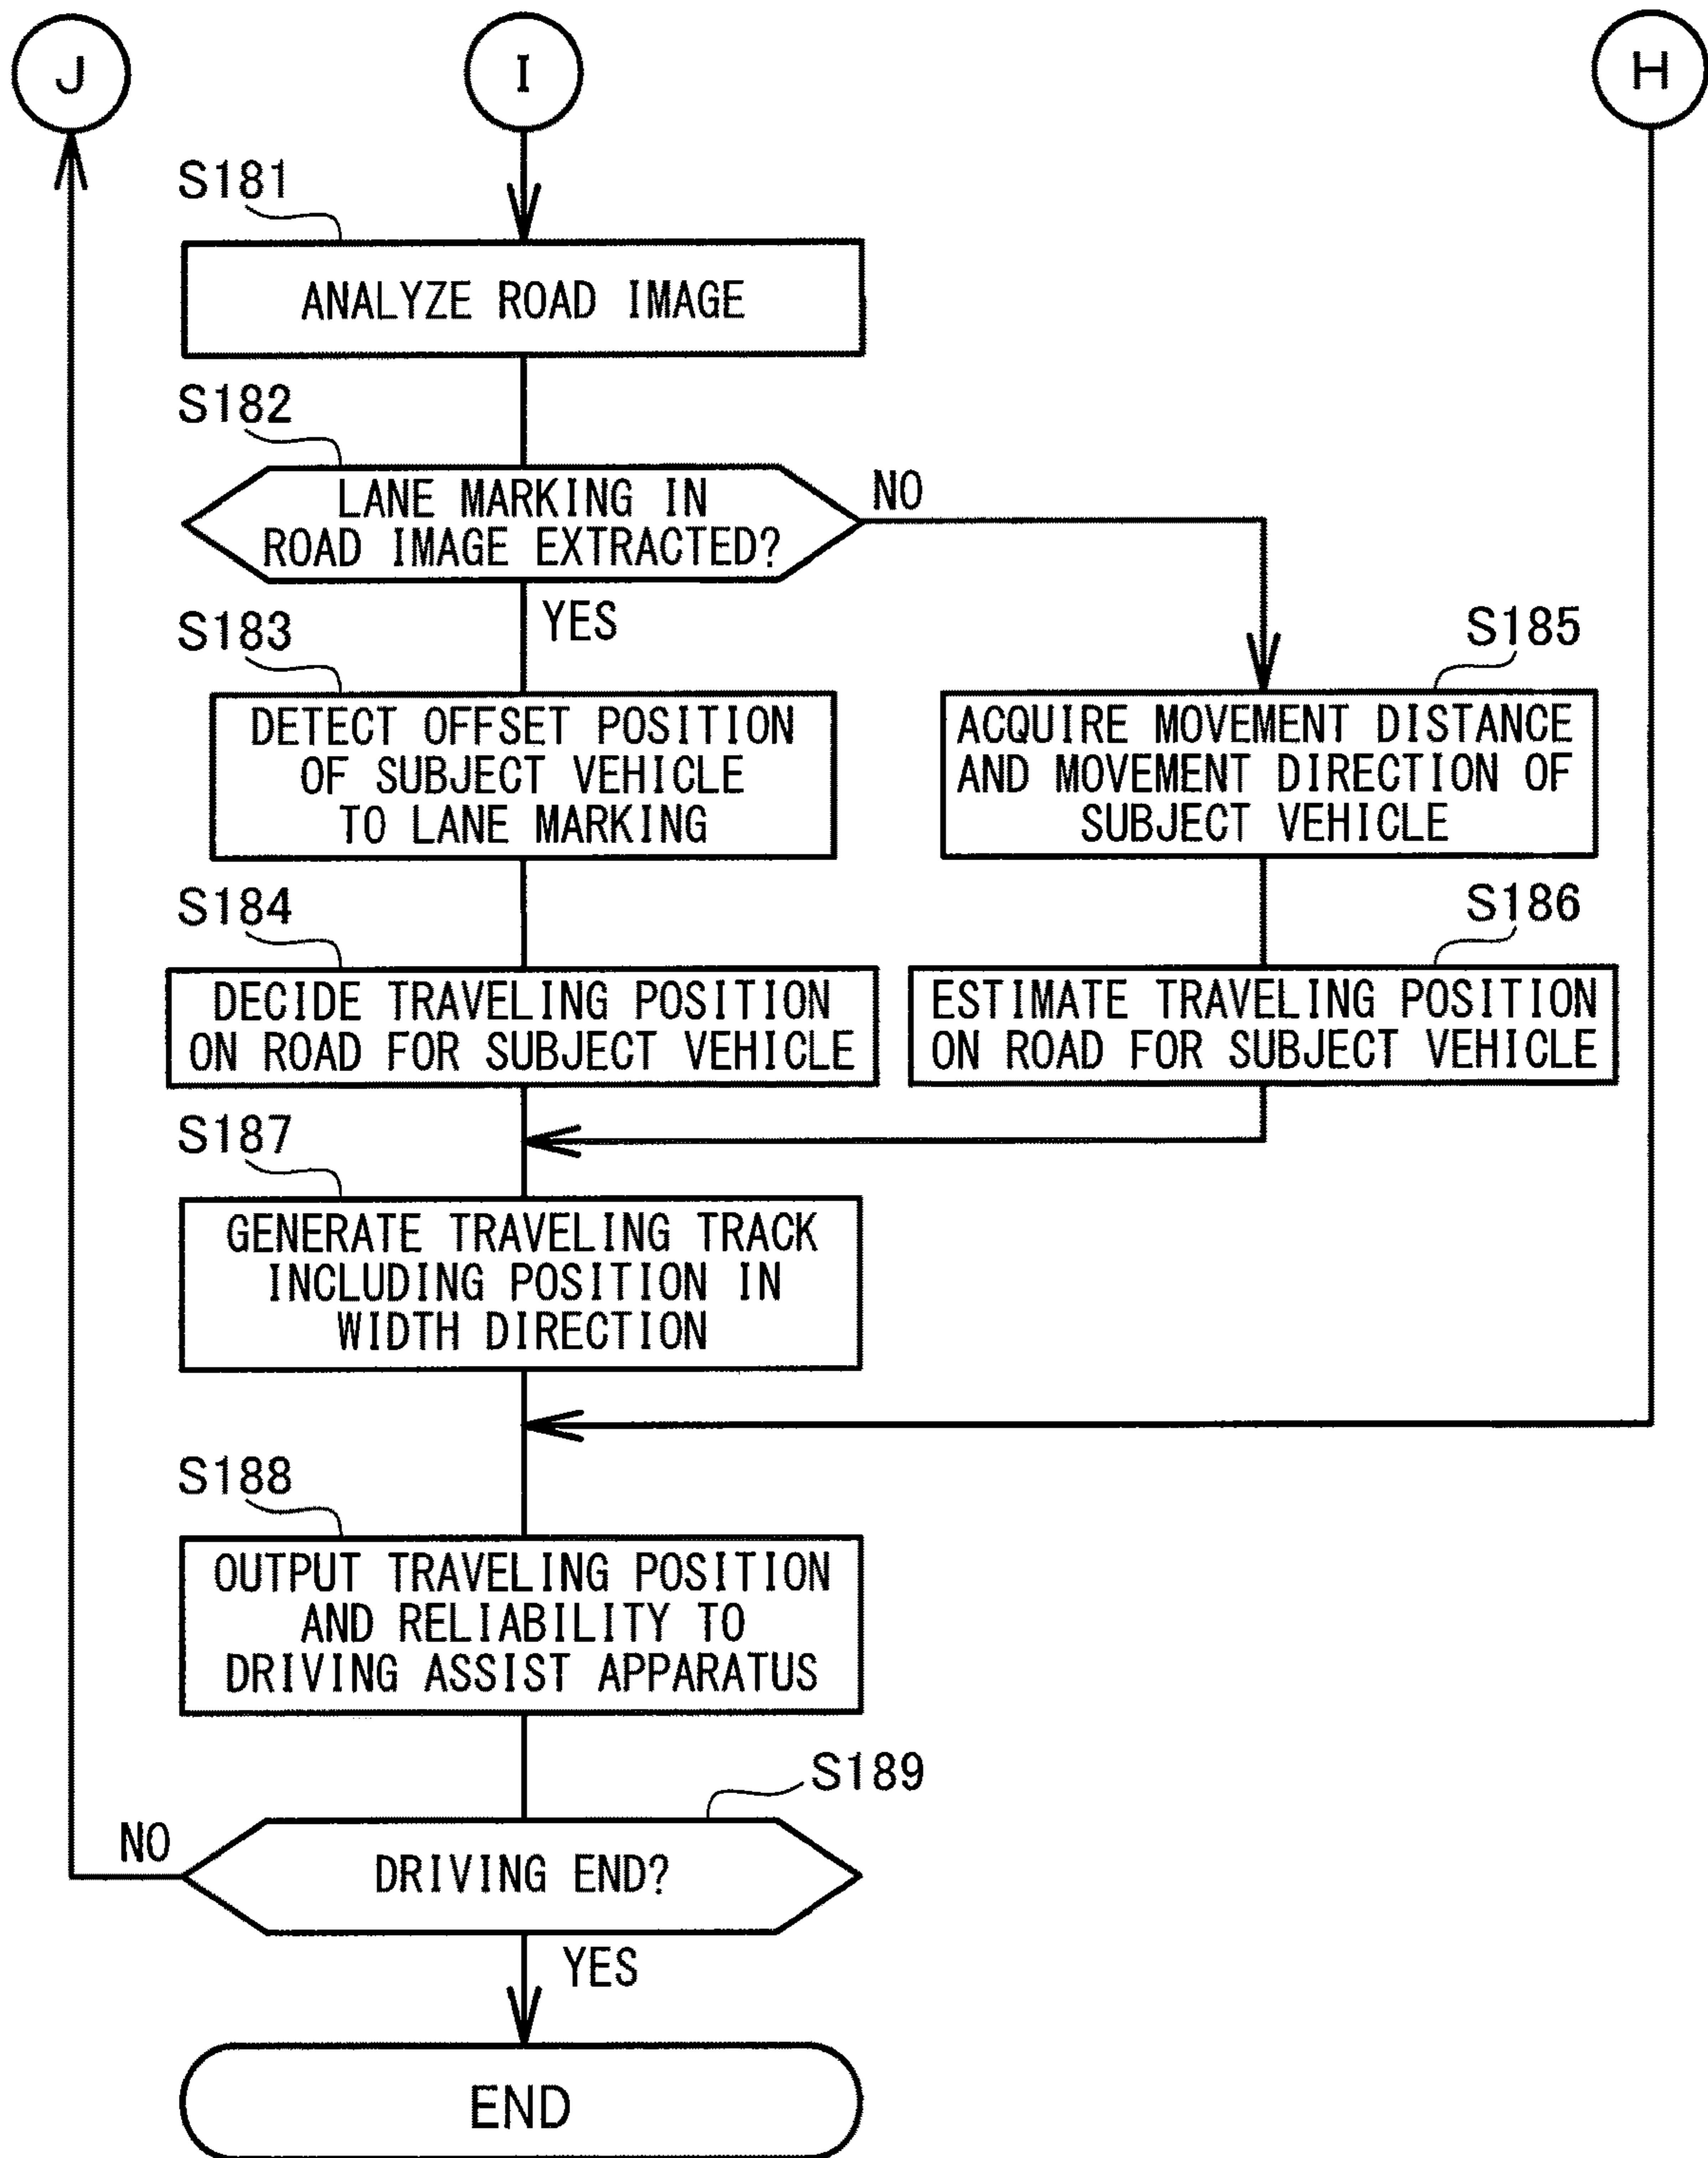 J
I
H
S181
ANALYZE ROAD IMAGE
S182
LANE MARKING IN
ROAD IMAGE EXTRACTED?
NO
YES
S183
DETECT OFFSET POSITION
OF SUBJECT VEHICLE
TO LANE MARKING
S185
ACQUIRE MOVEMENT DISTANCE
AND MOVEMENT DIRECTION OF
SUBJECT VEHICLE
S184
DECIDE TRAVELING POSITION
ON ROAD FOR SUBJECT VEHICLE
S186
ESTIMATE TRAVELING POSITION
ON ROAD FOR SUBJECT VEHICLE
S187
GENERATE TRAVELING TRACK
INCLUDING POSITION IN
WIDTH DIRECTION
S188
OUTPUT TRAVELING POSITION
AND RELIABILITY TO
DRIVING ASSIST APPARATUS
S189
NO
DRIVING END?
YES
END